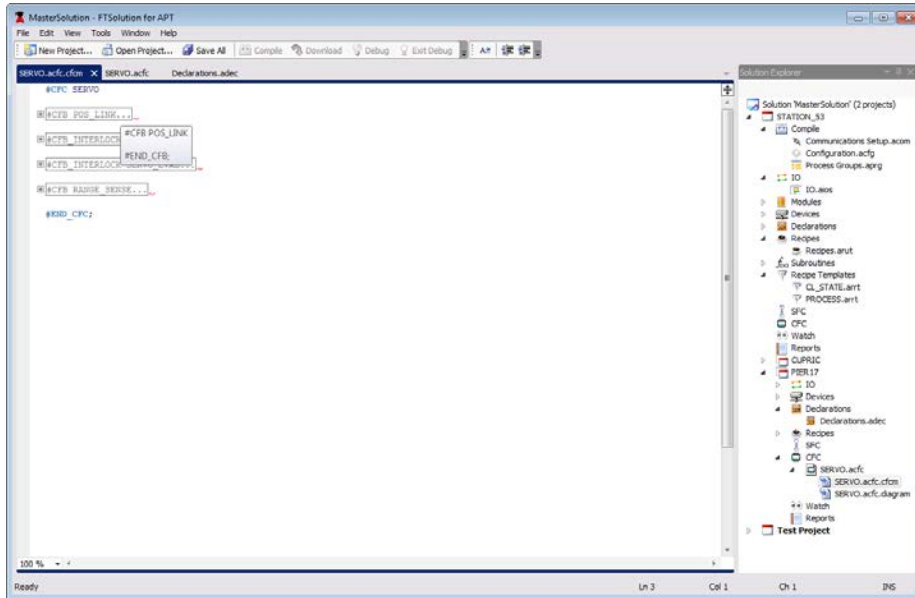 MasterSolution - FTSolution for APT
File Edit View Tools Window Help
New Project... Open Project... Save All Compile Download Debug Exit Debug
SERVO.acfc.cfcm X SERVO.acfc Declarations.adec
#CFC SERVO
#CFB POS_LINK...
#CFB_INTERLOCK
#CFB POS_LINK
#END_CFB;
#CFB_INTERLOCK
#CFB RANGE_SENSE...
#END_CFC;
100 %
Solution Explorer
Solution 'MasterSolution' (2 projects)
STATION_53
Compile
Communications Setup.acom
Configuration.acfg
Process Groups.aprg
IO
IO.aios
Modules
Devices
Declarations
Recipes
Recipes.arut
Subroutines
Recipe Templates
CL_STATE.arrt
PROCESS.arrt
SFC
CFC
Watch
Reports
CUPRIC
PIER17
IO
Devices
Declarations
Declarations.adec
Recipes
SFC
CFC
SERVO.acfc
SERVO.acfc.cfcm
SERVO.acfc.diagram
Watch
Reports
Test Project
Ready Ln 3 Col 1 Ch 1 INS